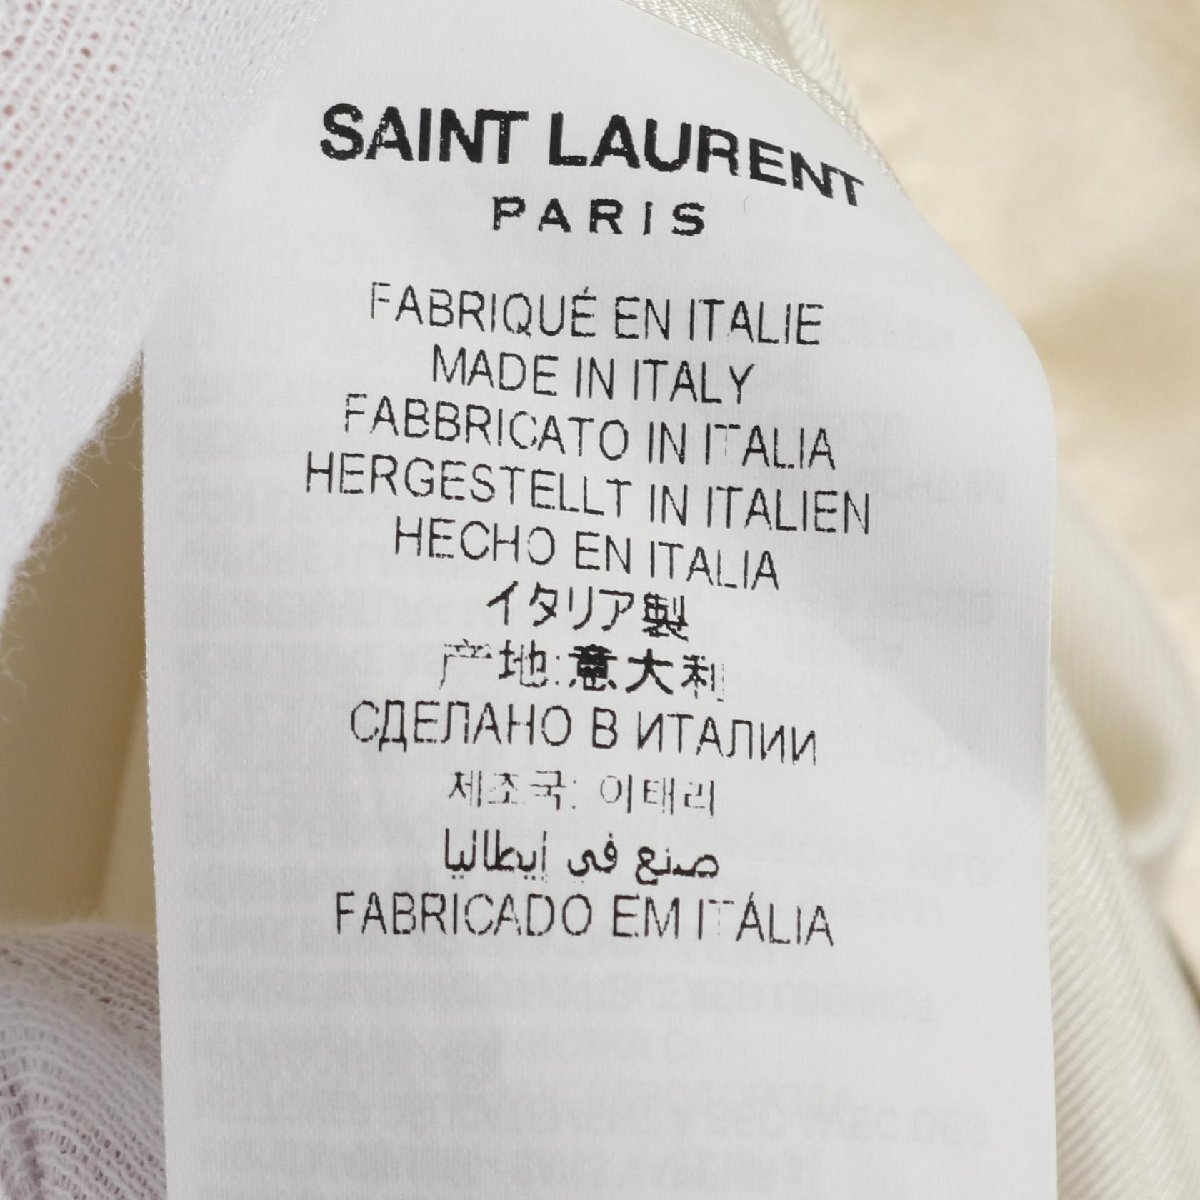 SAINT LAURENT
PARIS
FABRIQUÉ EN ITALIE
MADE IN ITALY
FABBRICATO IN ITALIA
HERGESTELLT IN ITALIEN
HECHO EN ITALIA
イタリア製
产地:意大利
СДЕЛАНО В ИТАЛИИ
제조국: 이태리
صنع في إيطاليا
FABRICADO EM ITÁLIA